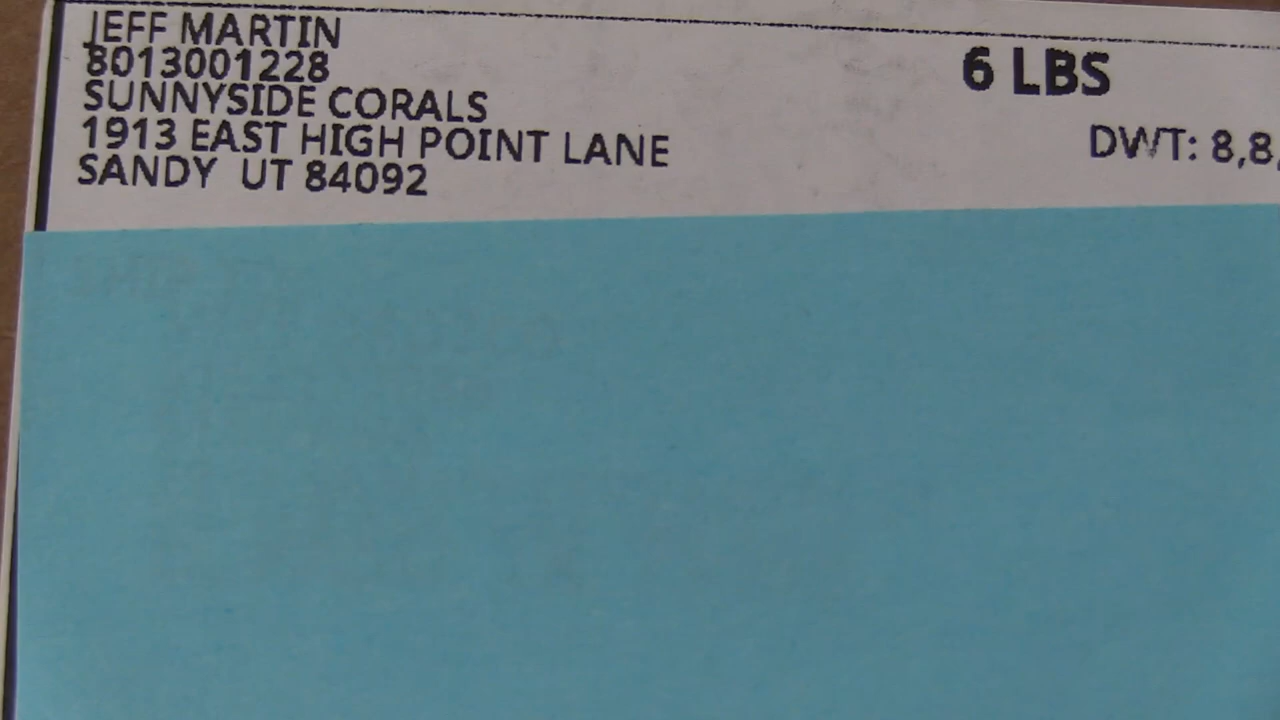 JEFF MARTIN
8013001228
SUNNYSIDE CORALS
1913 EAST HIGH POINT LANE
SANDY UT 84092
6 LBS
DWT: 8,8,